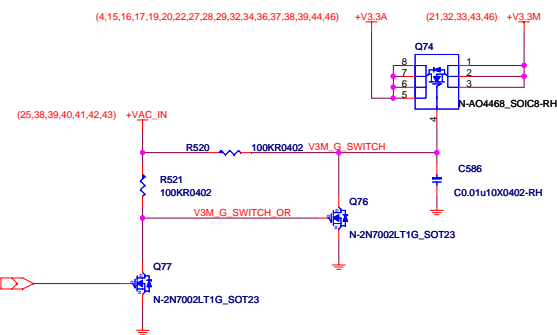 (4,15,16,17,19,20,22,27,28,29,32,34,36,37,38,39,44,46) +V3.3A (21,32,33,43,46) +V3.3M
Q74
8 1
7 2
6 3
5
N-AO4468_SOIC8-RH
4
(25,38,39,40,41,42,43) +VAC_IN
R520 100KR0402 V3M_G_SWITCH
C586
R521
100KR0402
C0.01u10X0402-RH
Q76
V3M_G_SWITCH_OR
N-2N7002LT1G_SOT23
Q77
N-2N7002LT1G_SOT23